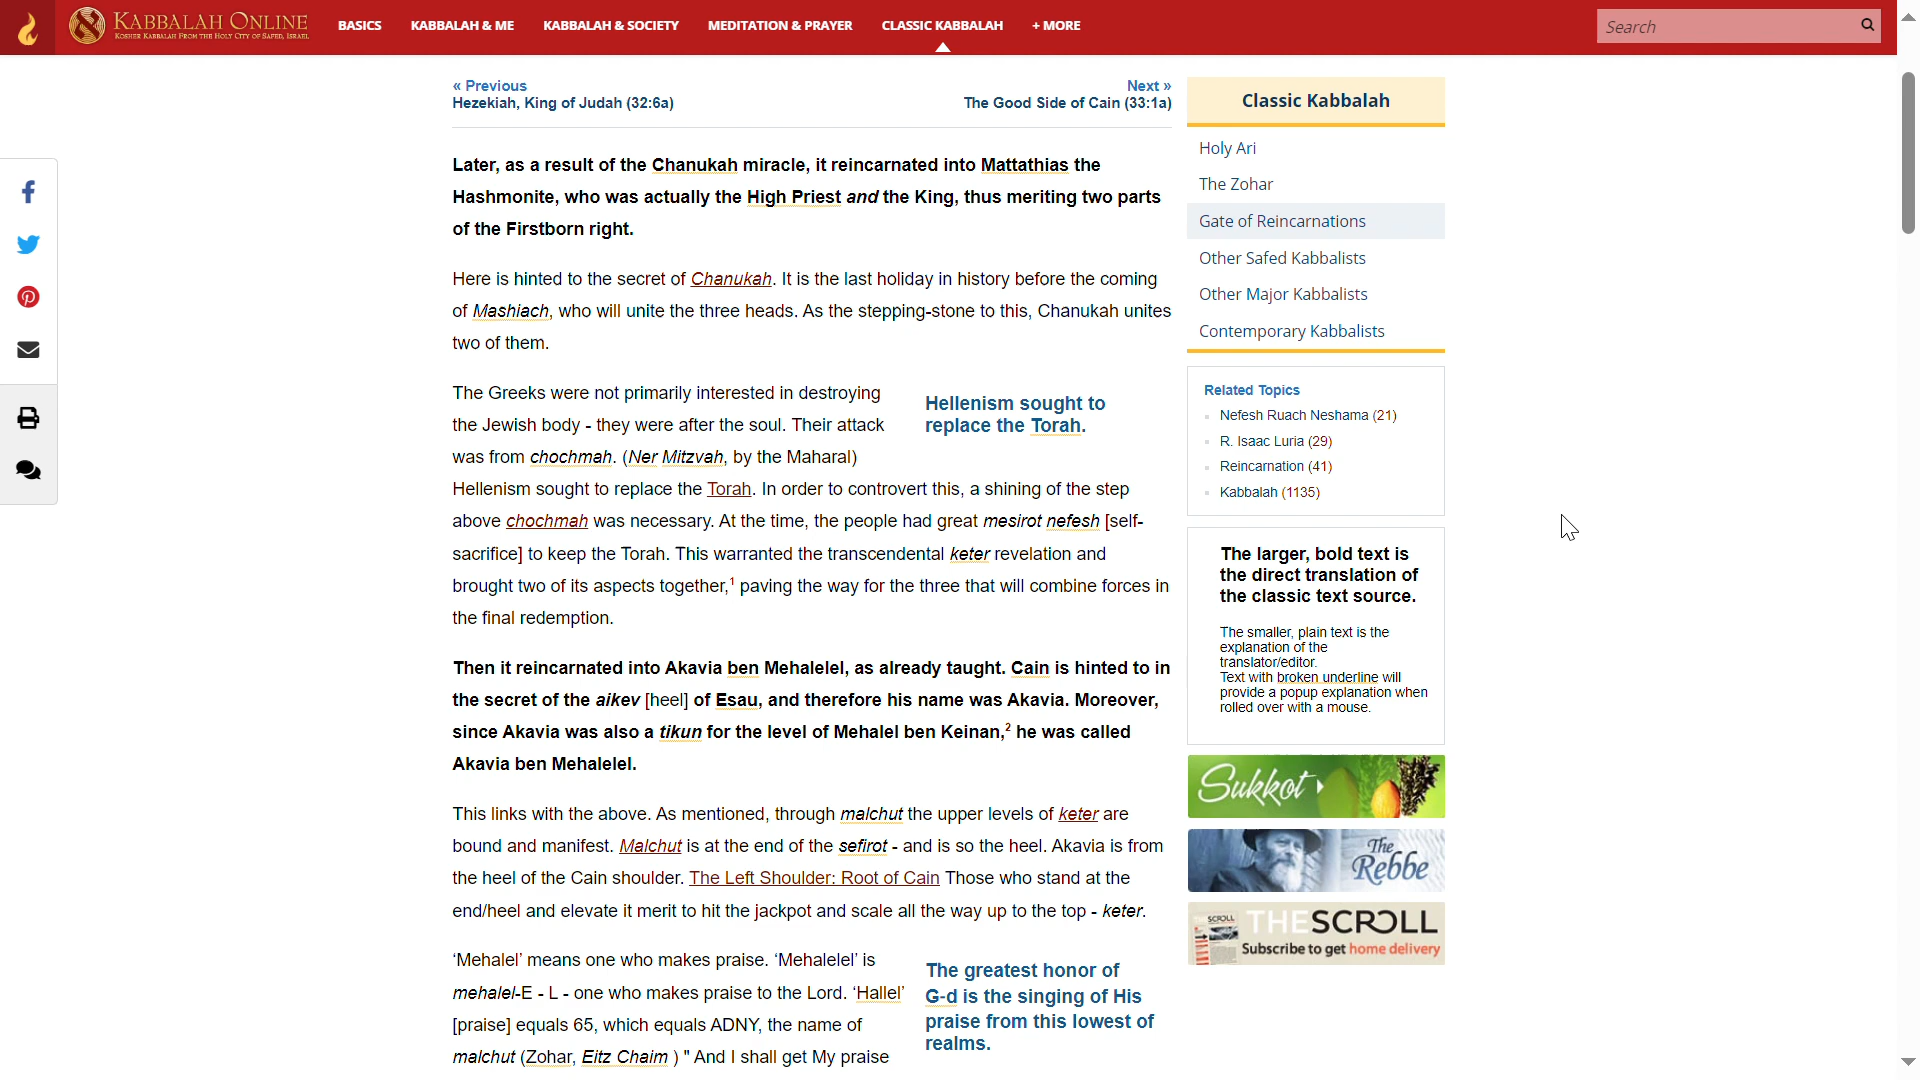 KABBALAH ONLINE
KOSHER KABBALAH FROM THE HOLY CITY OF SAFED, ISRAEL
BASICS
KABBALAH & ME
KABBALAH & SOCIETY
MEDITATION & PRAYER
CLASSIC KABBALAH
+ MORE
Search
« Previous
Hezekiah, King of Judah (32:6a)
Next »
The Good Side of Cain (33:1a)
Later, as a result of the Chanukah miracle, it reincarnated into Mattathias the
Hashmonite, who was actually the High Priest and the King, thus meriting two parts
of the Firstborn right.
Here is hinted to the secret of Chanukah. It is the last holiday in history before the coming
of Mashiach, who will unite the three heads. As the stepping-stone to this, Chanukah unites
two of them.
The Greeks were not primarily interested in destroying
the Jewish body - they were after the soul. Their attack
was from chochmah. (Ner Mitzvah, by the Maharal)
Hellenism sought to
replace the Torah.
Hellenism sought to replace the Torah. In order to controvert this, a shining of the step
above chochmah was necessary. At the time, the people had great mesirot nefesh [self-
sacrifice] to keep the Torah. This warranted the transcendental keter revelation and
brought two of its aspects together,1 paving the way for the three that will combine forces in
the final redemption.
Then it reincarnated into Akavia ben Mehalelel, as already taught. Cain is hinted to in
the secret of the aikev [heel] of Esau, and therefore his name was Akavia. Moreover,
since Akavia was also a tikun for the level of Mehalel ben Keinan,2 he was called
Akavia ben Mehalelel.
This links with the above. As mentioned, through malchut the upper levels of keter are
bound and manifest. Malchut is at the end of the sefirot - and is so the heel. Akavia is from
the heel of the Cain shoulder. The Left Shoulder: Root of Cain Those who stand at the
end/heel and elevate it merit to hit the jackpot and scale all the way up to the top - keter.
‘Mehalel’ means one who makes praise. ‘Mehalelel’ is
mehalel-E - L - one who makes praise to the Lord. ‘Hallel’
[praise] equals 65, which equals ADNY, the name of
malchut (Zohar, Eitz Chaim ) " And I shall get My praise
The greatest honor of
G-d is the singing of His
praise from this lowest of
realms.
Classic Kabbalah
Holy Ari
The Zohar
Gate of Reincarnations
Other Safed Kabbalists
Other Major Kabbalists
Contemporary Kabbalists
Related Topics
Nefesh Ruach Neshama (21)
R. Isaac Luria (29)
Reincarnation (41)
Kabbalah (1135)
The larger, bold text is
the direct translation of
the classic text source.
The smaller, plain text is the
explanation of the
translator/editor.
Text with broken underline will
provide a popup explanation when
rolled over with a mouse.
Sukkot
The
Rebbe
SCROLL
THE SCROLL
Subscribe to get home delivery